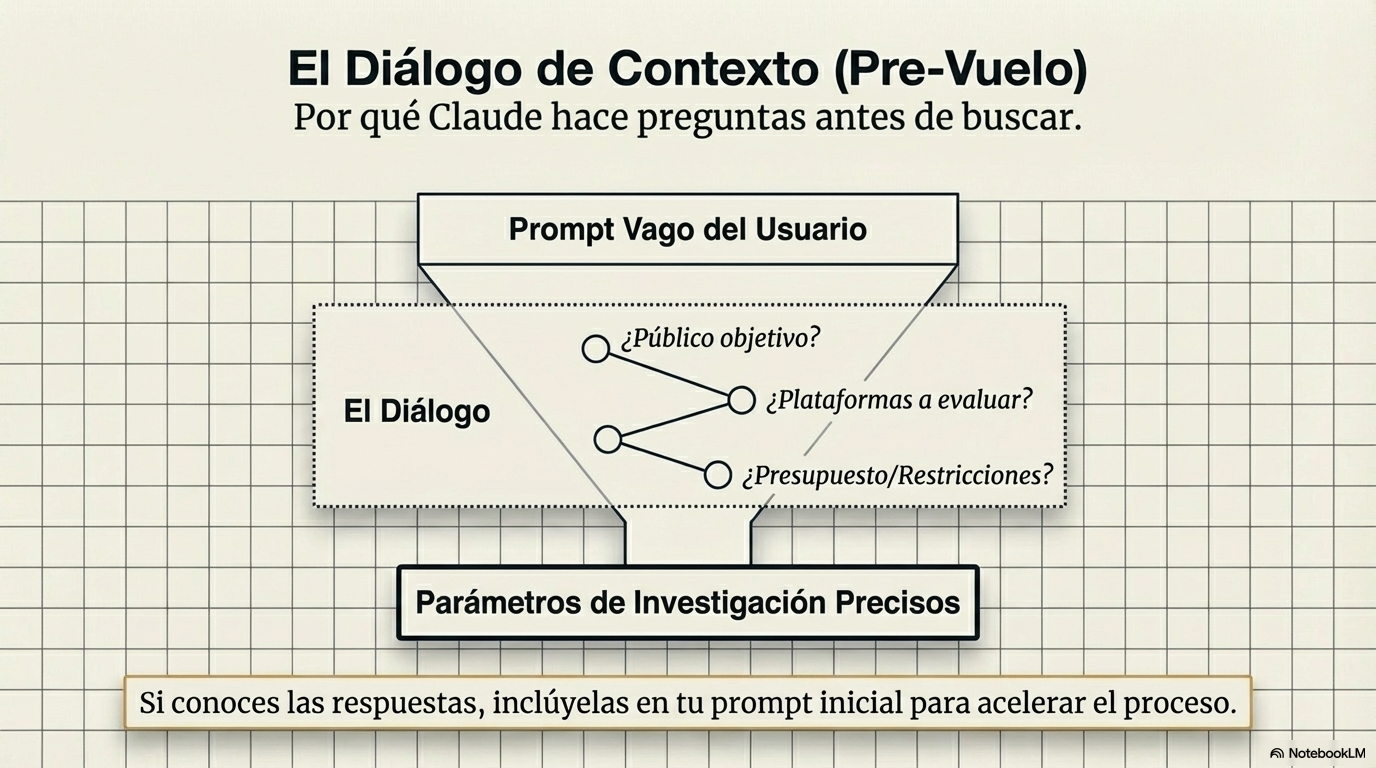 El Diálogo de Contexto (Pre-Vuelo)
Por qué Claude hace preguntas antes de buscar.
Prompt Vago del Usuario
¿Público objetivo?
¿Plataformas a evaluar?
El Diálogo
¿Presupuesto/Restricciones?
Parámetros de Investigación Precisos
Si conoces las respuestas, inclúyelas en tu prompt inicial para acelerar el proceso.
NotebookLM